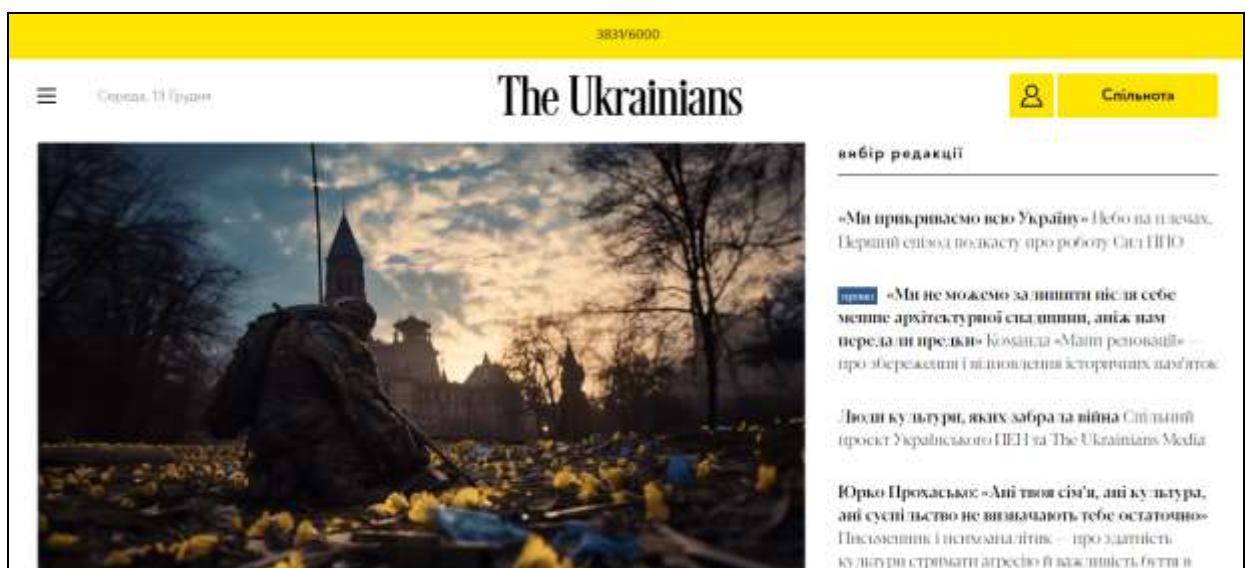 3831/6000
Середа, 13 Грудня
The Ukrainians
Спільнота
вибір редакції
«Ми прикриваємо всю Україну» Небо на плечах.
Перший епізод подкасту про роботу Сил ППО
«Ми не можемо залишити після себе
менше архітектурної спадщини, аніж нам
передали предки» Команда «Мапи реновації» —
про збереження і відновлення історичних пам'яток
Люди культури, яких забрала війна Спільний
проєкт Українського ПЕН та The Ukrainians Media
Юрко Прохасько: «Ані твоя сім'я, ані культура,
ані суспільство не визначають тебе остаточно»
Письменник і психоаналітик — про здатність
культури стримати агресію й важливість буття в